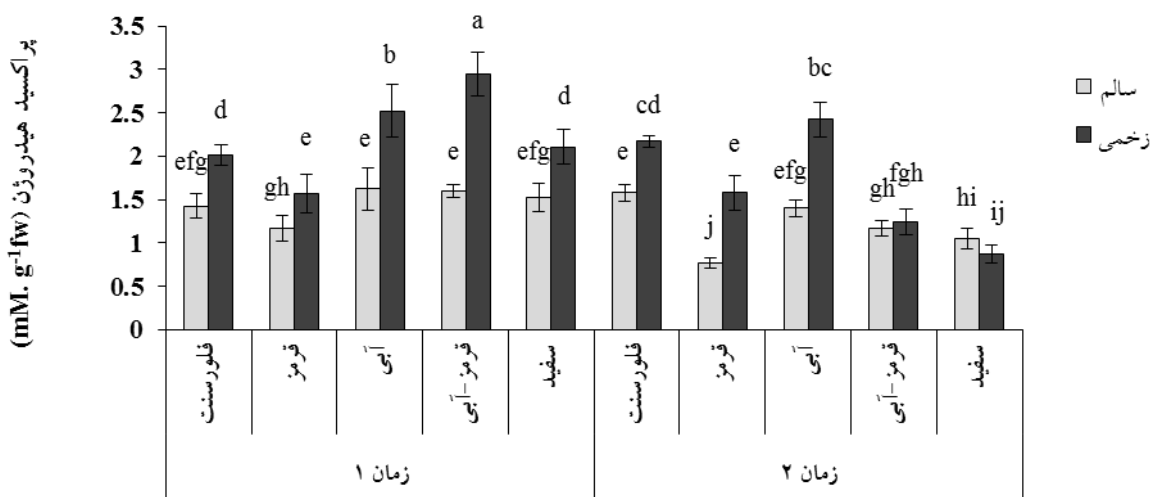 پراکسید هیدروژن (mM. g-1fw)
3.5
3
2.5
2
1.5
1
0.5
0
efg
d
gh
e
e
b
e
a
efg
d
e
cd
j
e
efg
bc
gh
fgh
hi
ij
سالم
زخمی
فلورسنت
قرمز
آبی
قرمز-آبی
سفید
فلورسنت
قرمز
آبی
قرمز-آبی
سفید
زمان ۱
زمان ۲